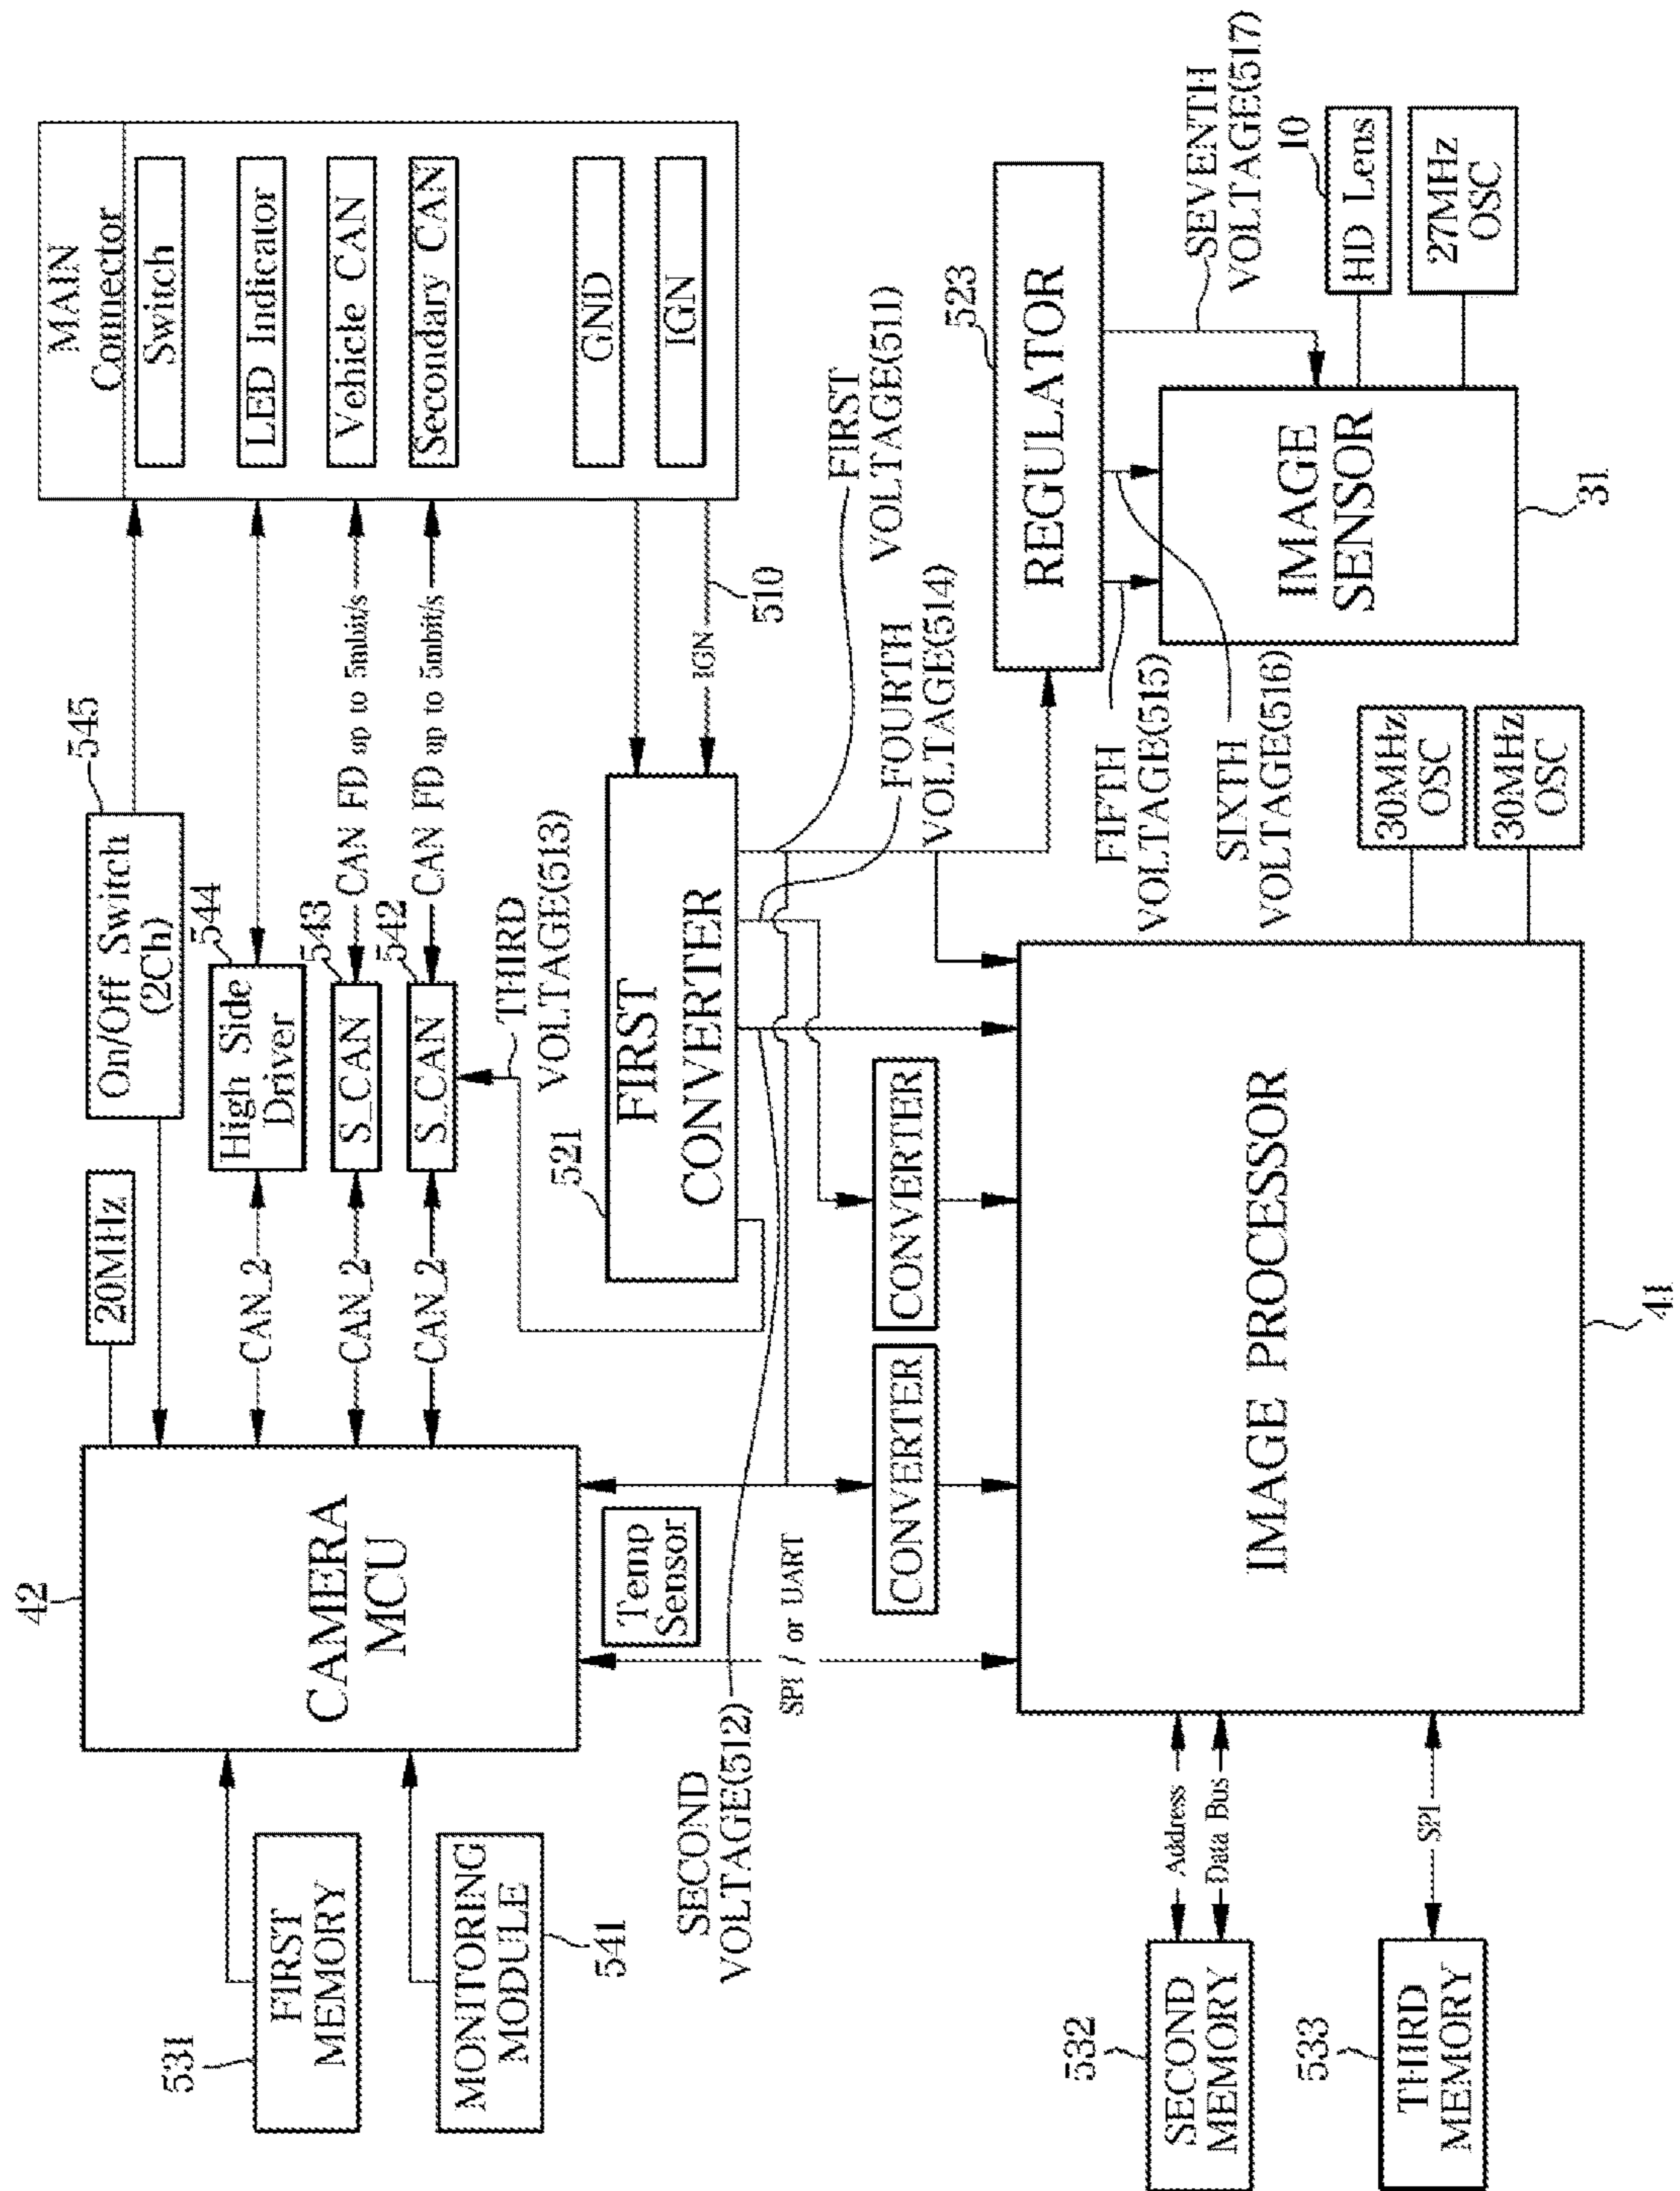 42
CAMERA
MCU
FIRST
MEMORY
531
MONITORING
MODULE
541
20MHz
On/Off Switch
(2Ch)
545
High Side
Driver
544
S_CAN
543
S_CAN
542
CAN_2
CAN_2
CAN_2
CAN FD up to 5mbit/s
CAN FD up to 5mbit/s
MAIN
Connector
Switch
LED Indicator
Vehicle CAN
Secondary CAN
GND
IGN
IGN
510
THIRD
VOLTAGE(513)
521
FIRST
CONVERTER
Temp
Sensor
SPI / or UART
SECOND
VOLTAGE(512)
CONVERTER
CONVERTER
FIRST
VOLTAGE(511)
FOURTH
VOLTAGE(514)
523
REGULATOR
FIFTH
VOLTAGE(515)
SIXTH
VOLTAGE(516)
SEVENTH
VOLTAGE(517)
IMAGE
SENSOR
31
10
HD Lens
27MHz
OSC
30MHz
OSC
30MHz
OSC
IMAGE PROCESSOR
41
Address
Data Bus
SPI
532
SECOND
MEMORY
533
THIRD
MEMORY